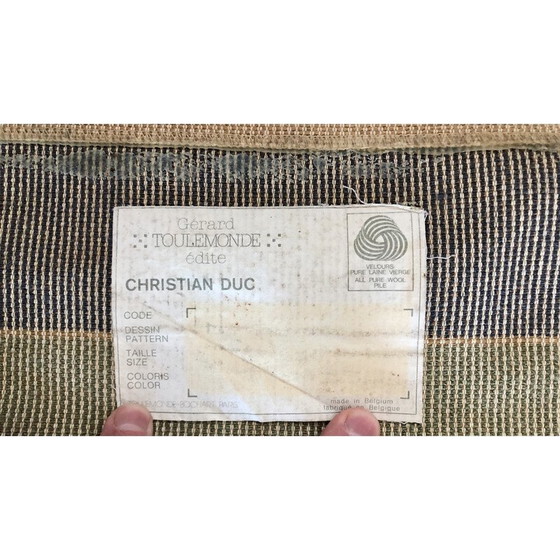 Gérard
TOULEMONDE
édite
CHRISTIAN DUC
VELOURS
PURE LAINE VIERGE
ALL PURE WOOL
PILE
CODE
DESSIN
PATTERN
TAILLE
SIZE
COLORIS
COLOR
PARIS
made in Belgium
fabriqué en Belgique